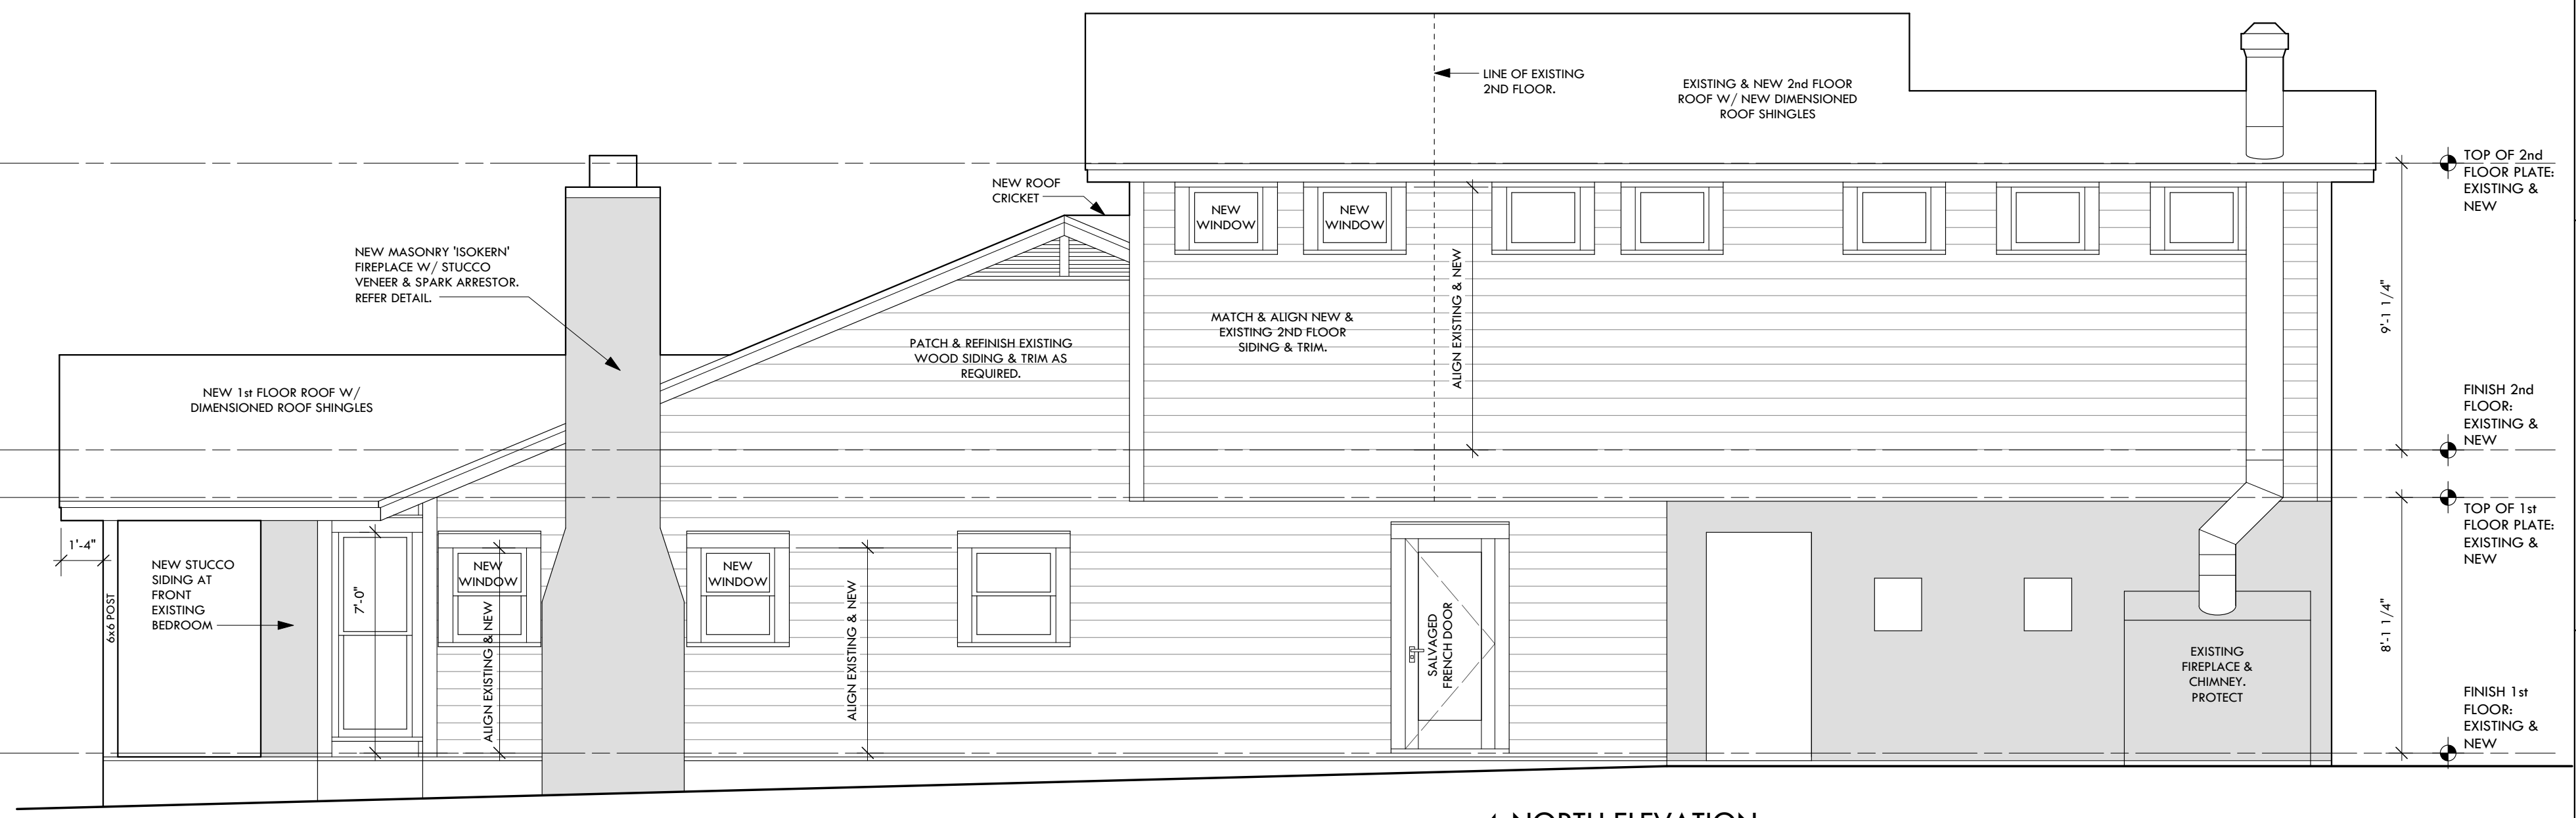 LINE OF EXISTING
2ND FLOOR.
EXISTING & NEW 2nd FLOOR
ROOF W/ NEW DIMENSIONED
ROOF SHINGLES
TOP OF 2nd
FLOOR PLATE:
EXISTING &
NEW
NEW ROOF
CRICKET
NEW
WINDOW
NEW
WINDOW
NEW MASONRY 'ISOKERN'
FIREPLACE W/ STUCCO
VENEER & SPARK ARRESTOR.
REFER DETAIL.
ALIGN EXISTING & NEW
9'-1 1/4"
MATCH & ALIGN NEW &
EXISTING 2ND FLOOR
SIDING & TRIM.
PATCH & REFINISH EXISTING
WOOD SIDING & TRIM AS
REQUIRED.
NEW 1st FLOOR ROOF W/
DIMENSIONED ROOF SHINGLES
FINISH 2nd
FLOOR:
EXISTING &
NEW
TOP OF 1st
FLOOR PLATE:
EXISTING &
NEW
1'-4"
6x6 POST
NEW STUCCO
SIDING AT
FRONT
EXISTING
BEDROOM
7'-0"
NEW
WINDOW
ALIGN EXISTING & NEW
NEW
WINDOW
ALIGN EXISTING & NEW
SALVAGED
FRENCH DOOR
EXISTING
FIREPLACE &
CHIMNEY.
PROTECT
8'-1 1/4"
FINISH 1st
FLOOR:
EXISTING &
NEW
NORTH ELEVATION